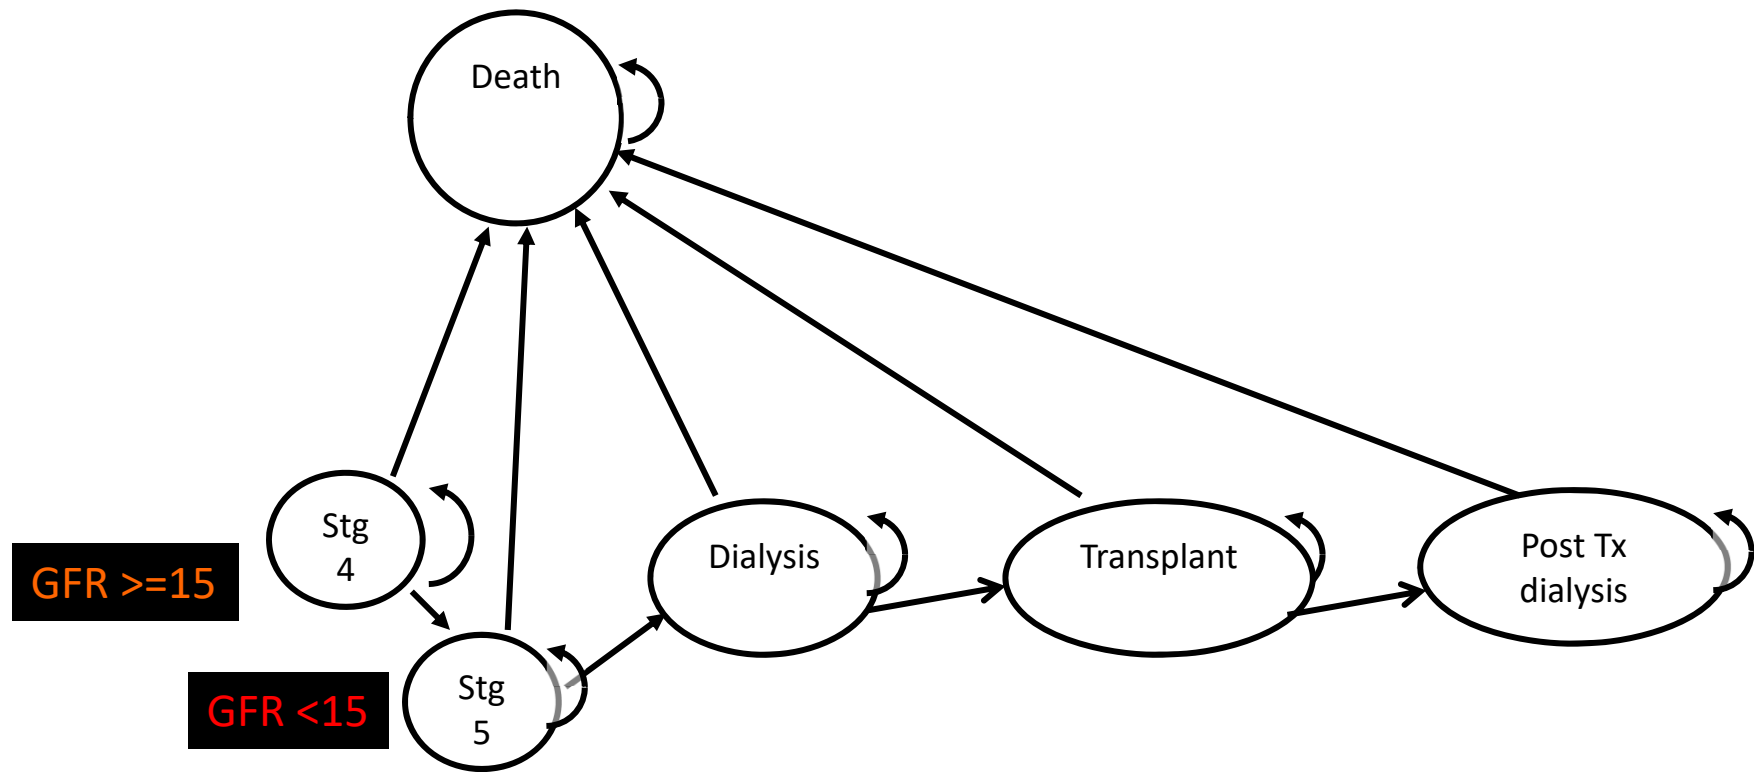 Death
Stg
4
Dialysis
Transplant
Post Tx
dialysis
GFR >=15
Stg
5
GFR <15